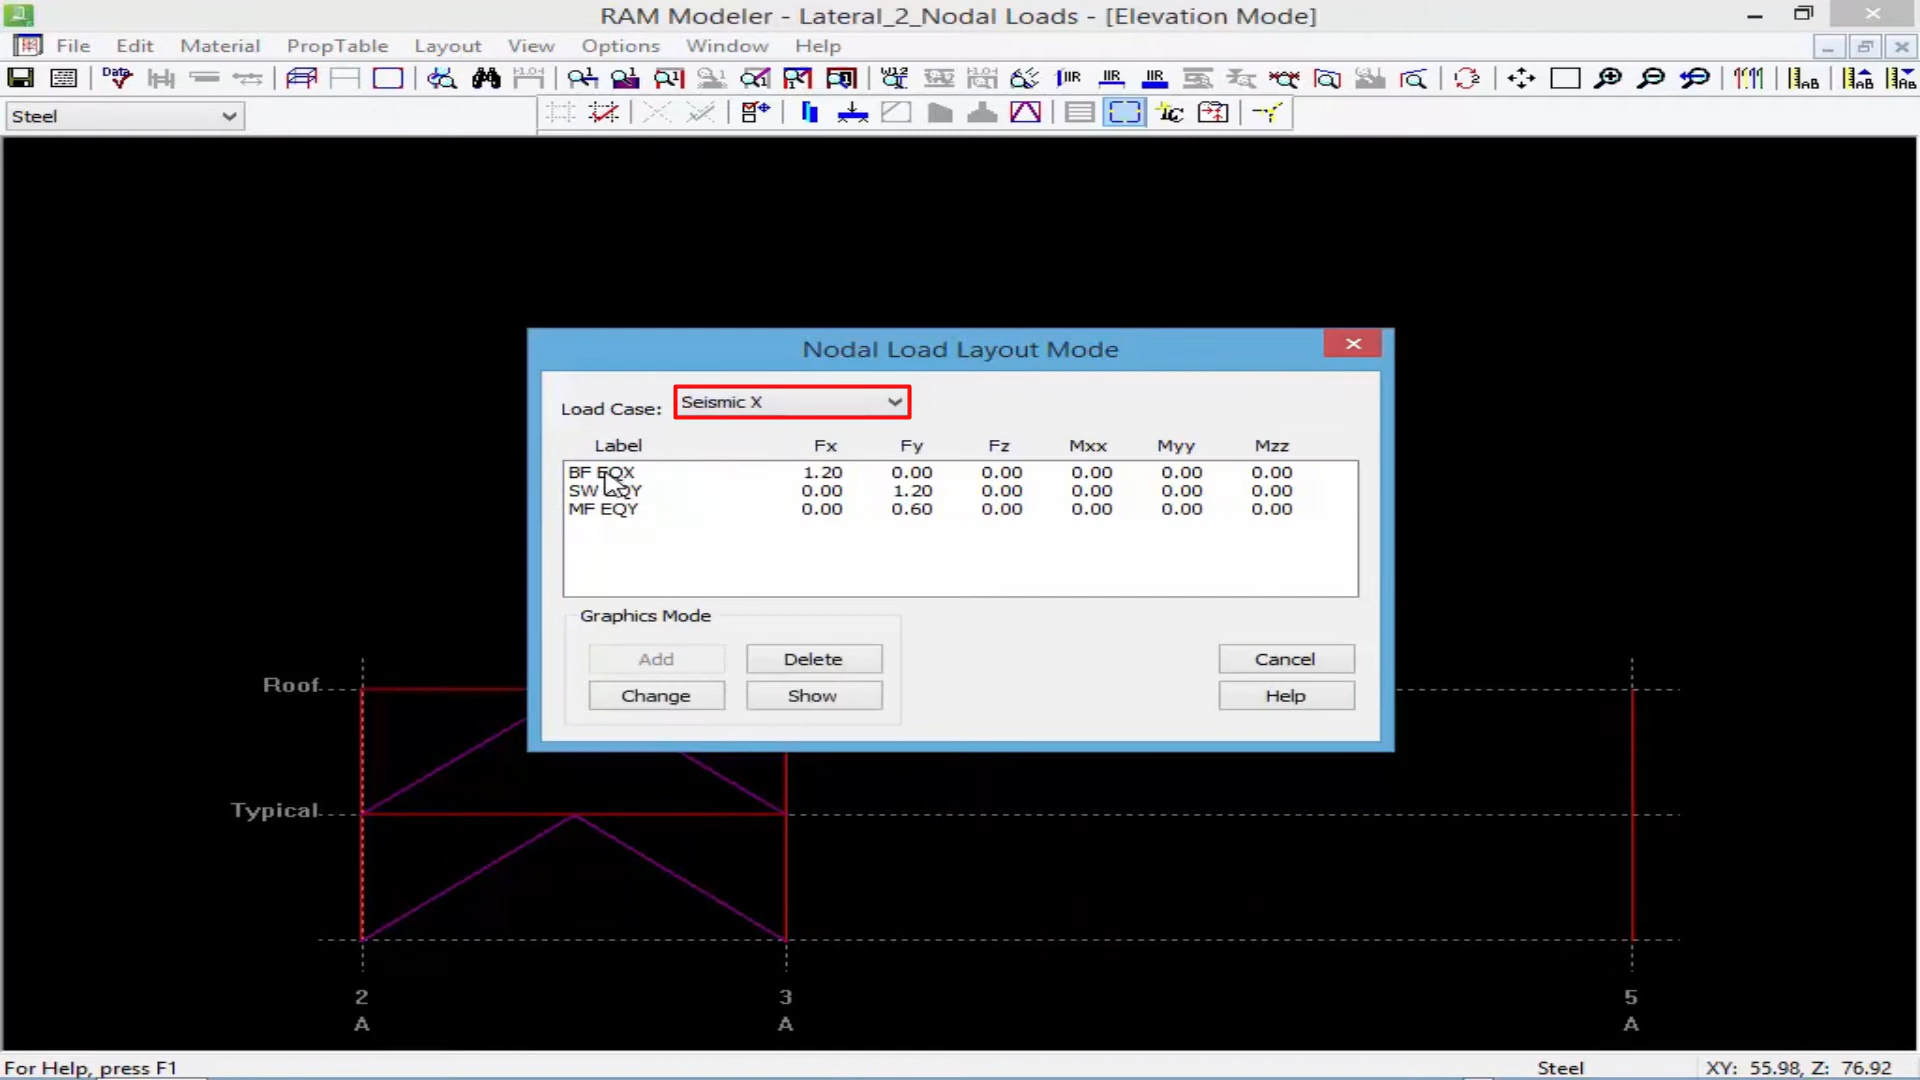 RAM Modeler - Lateral_2_Nodal Loads - [Elevation Mode]
File Edit Material PropTable Layout View Options Window Help
Steel
Nodal Load Layout Mode
Load Case: Seismic X
Label Fx Fy Fz Mxx Myy Mzz
BF EQX 1.20 0.00 0.00 0.00 0.00 0.00
SW EQY 0.00 1.20 0.00 0.00 0.00 0.00
MF EQY 0.00 0.60 0.00 0.00 0.00 0.00
Graphics Mode
Add Delete Cancel
Change Show Help
Roof
Typical
2 3 5
A A A
For Help, press F1 Steel XY: 55.98, Z: 76.92